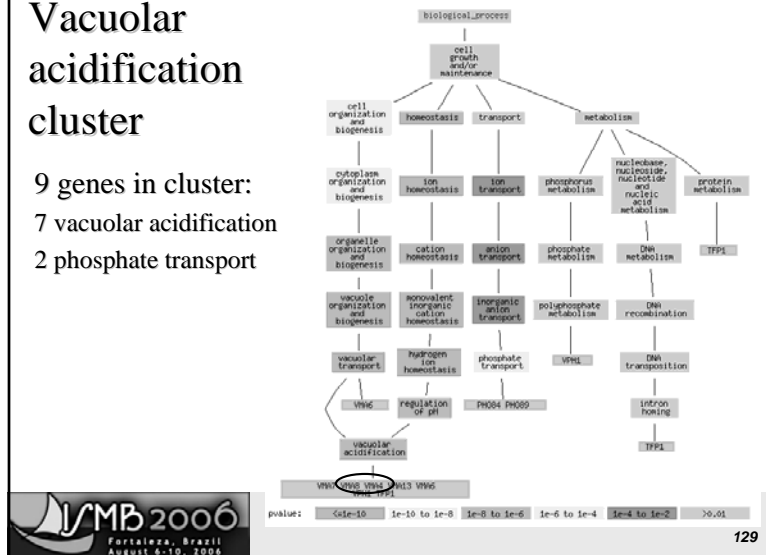 Vacuolar
acidification
cluster
9 genes in cluster:
7 vacuolar acidification
2 phosphate transport
biological_process
cell
growth
and/or
maintenance
cell
organization
and
biogenesis
homeostasis
transport
metabolism
cytoplasm
organization
and
biogenesis
ion
homeostasis
ion
transport
phosphorus
metabolism
nucleobase,
nucleoside,
nucleotide
and
nucleic
acid
metabolism
protein
metabolism
organelle
organization
and
biogenesis
cation
homeostasis
anion
transport
phosphate
metabolism
DNA
metabolism
TFP1
vacuole
organization
and
biogenesis
monovalent
inorganic
cation
homeostasis
inorganic
anion
transport
polyphosphate
metabolism
DNA
recombination
vacuolar
transport
hydrogen
ion
homeostasis
phosphate
transport
VPH1
DNA
transposition
VMA6
regulation
of pH
PHO84 PHO89
intron
homing
vacuolar
acidification
TFP1
VMA7 VMA8 VMA4 VMA13 VMA6
VPH1 TFP1
pvalue: <=1e-10 1e-10 to 1e-8 1e-8 to 1e-6 1e-6 to 1e-4 1e-4 to 1e-2 >0.01
ISMB 2006
Fortaleza, Brazil
August 6-10, 2006
129